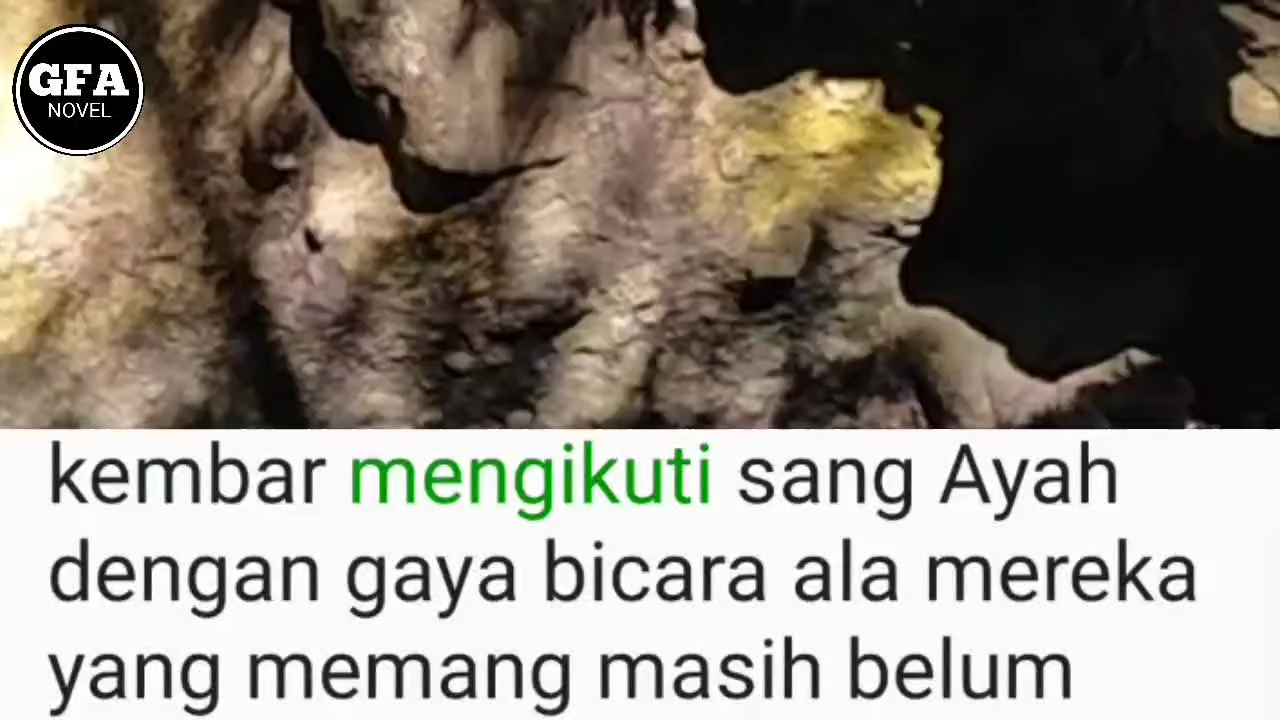 GFA
NOVEL
kembar mengikuti sang Ayah
dengan gaya bicara ala mereka
yang memang masih belum